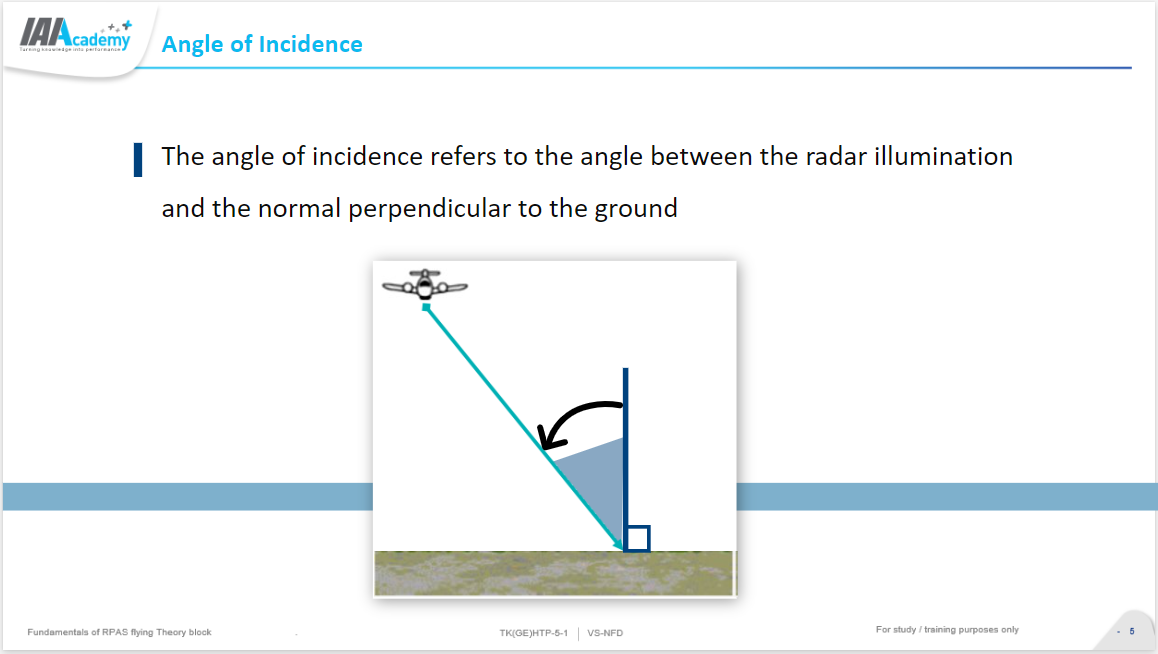 IAIAcademy
Turning knowledge into performance
Angle of Incidence
The angle of incidence refers to the angle between the radar illumination
and the normal perpendicular to the ground
Fundamentals of RPAS flying Theory block
TK(GE)HTP-5-1 | VS-NFD
For study / training purposes only
- 5